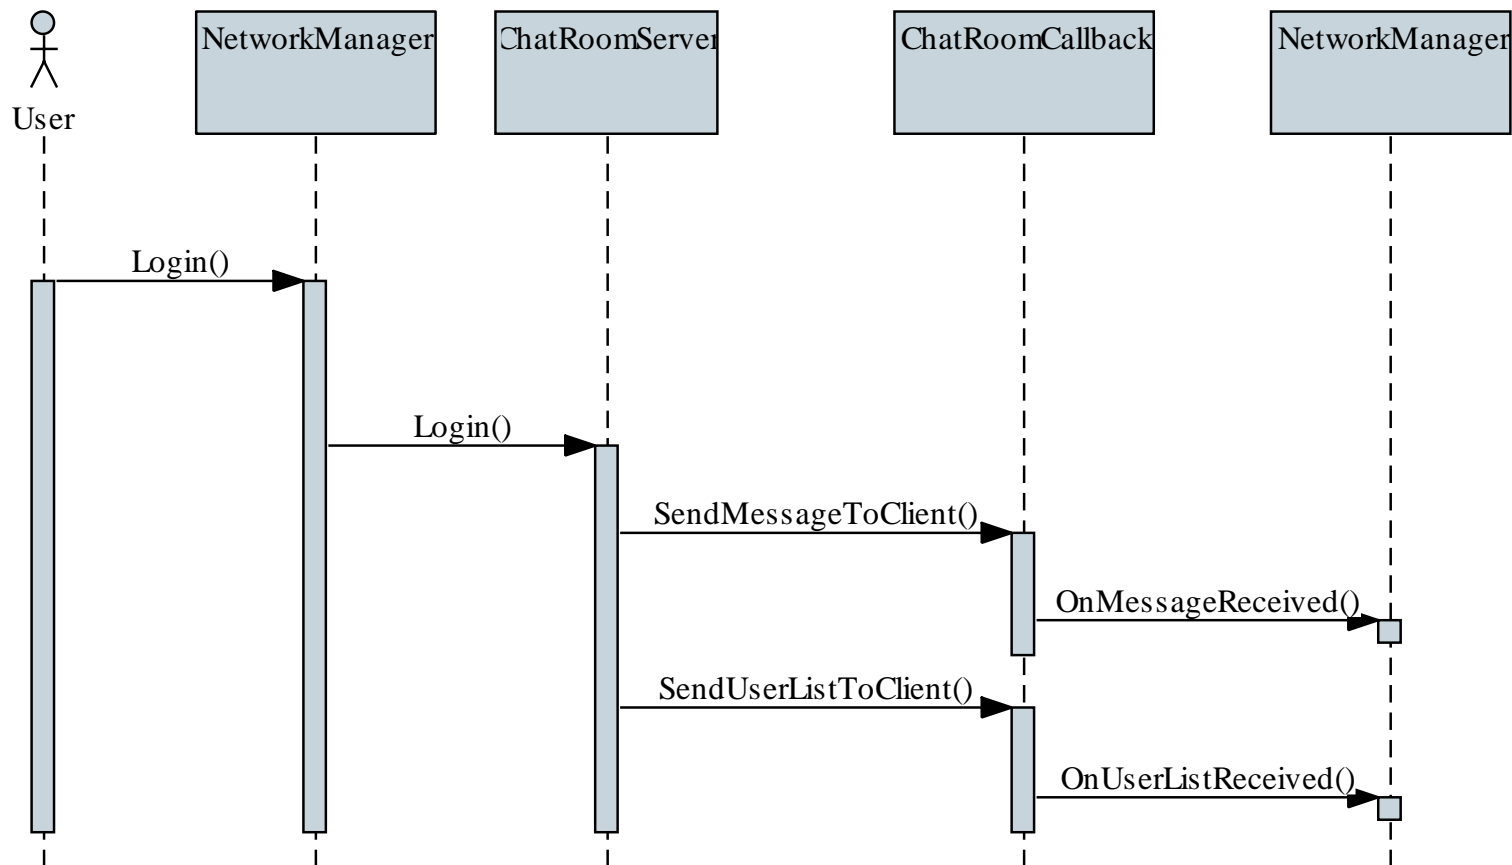 NetworkManager
ChatRoomServer
ChatRoomCallback
NetworkManager
User
Login()
Login()
SendMessageToClient()
OnMessageReceived()
SendUserListToClient()
OnUserListReceived()